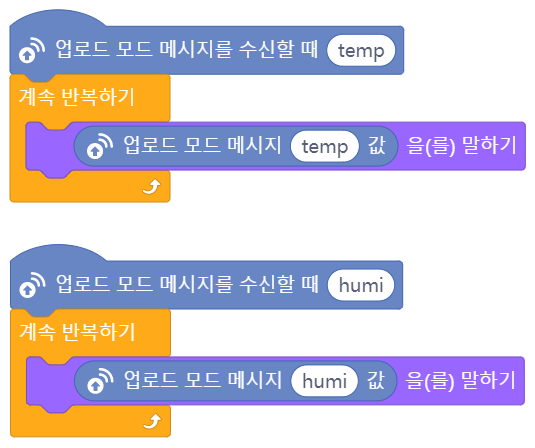 업로드 모드 메시지를 수신할 때 temp
계속 반복하기
업로드 모드 메시지 temp 값 을(를) 말하기
업로드 모드 메시지를 수신할 때 humi
계속 반복하기
업로드 모드 메시지 humi 값 을(를) 말하기